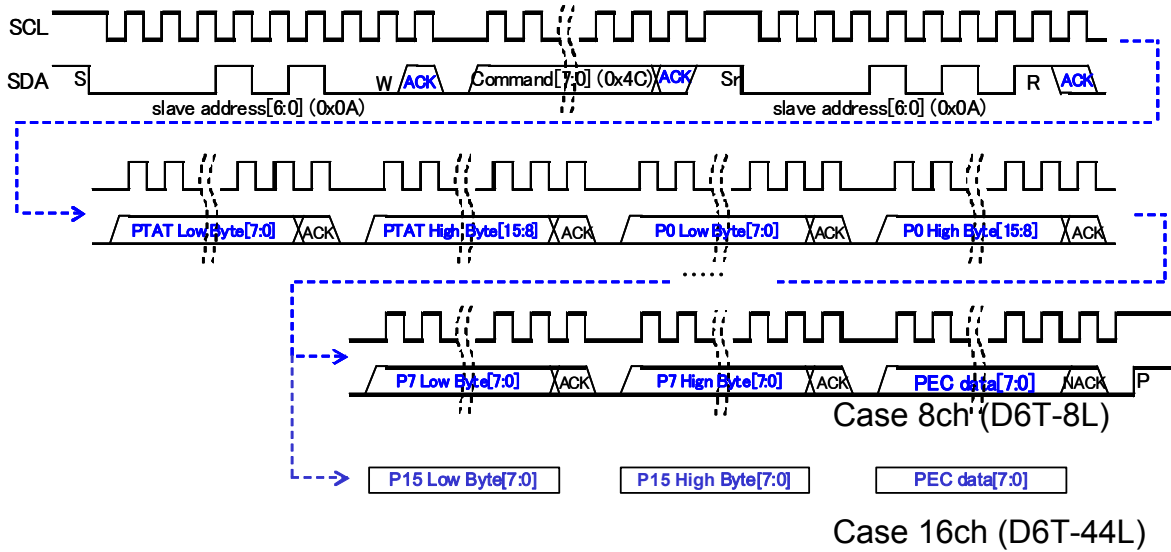 SCL
SDA S W ACK Command[7:0] (0x4C) ACK Sr R ACK
slave address[6:0] (0x0A) slave address[6:0] (0x0A)
PTAT Low Byte[7:0] ACK PTAT High Byte[15:8] ACK P0 Low Byte[7:0] ACK P0 High Byte[15:8] ACK
......
P7 Low Byte[7:0] ACK P7 Hign Byte[7:0] ACK PEC data[7:0] NACK P
Case 8ch (D6T-8L)
P15 Low Byte[7:0] P15 High Byte[7:0] PEC data[7:0]
Case 16ch (D6T-44L)